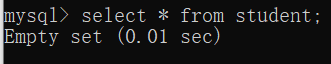 mysql> select * from student;
Empty set (0.01 sec)